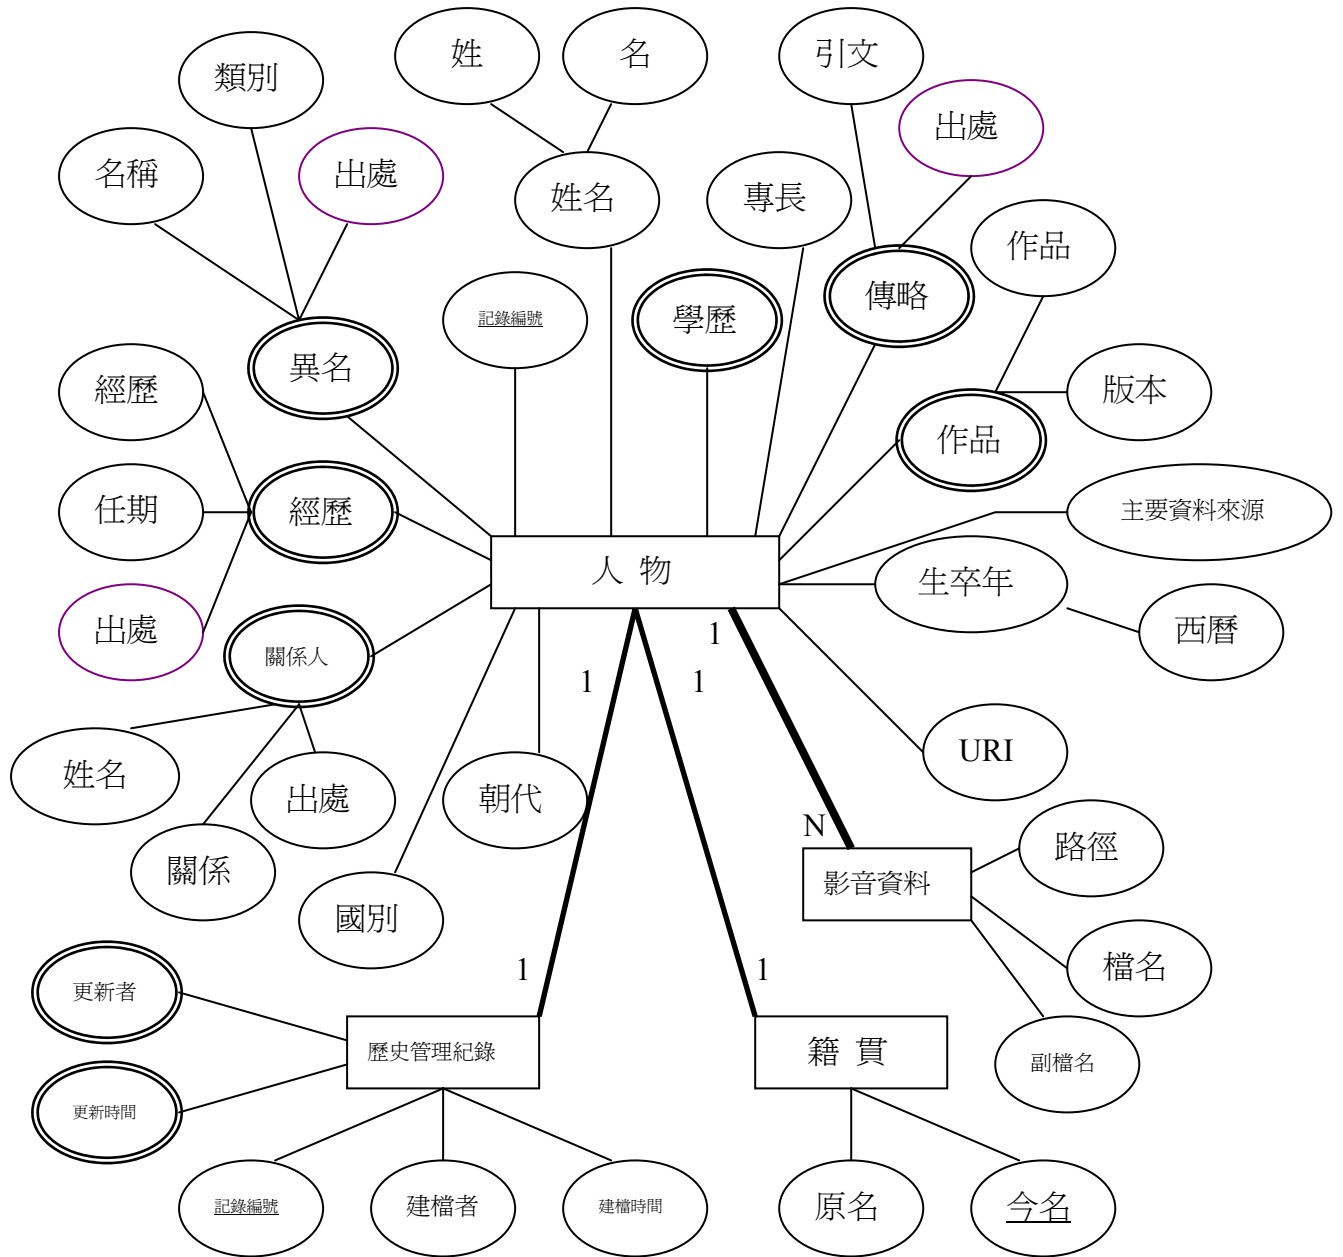 姓
名
引文
類別
出處
名稱
出處
姓名
專長
作品
傳略
記錄編號
學歷
異名
經歷
版本
作品
任期
經歷
主要資料來源
人 物
生卒年
出處
西曆
關係人
1
1
1
姓名
出處
朝代
URI
N
路徑
關係
影音資料
國別
1
1
檔名
更新者
歷史管理紀錄
籍 貫
副檔名
更新時間
記錄編號
建檔者
建檔時間
原名
今名